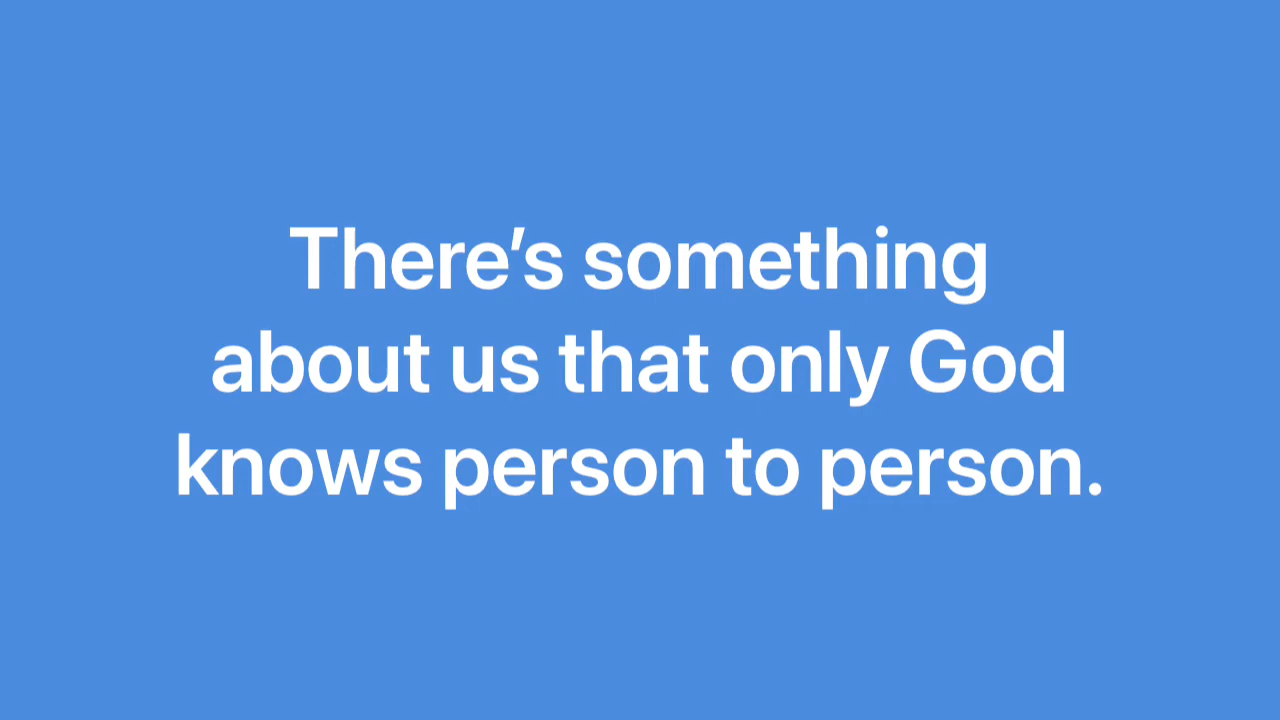 There’s something
about us that only God
knows person to person.